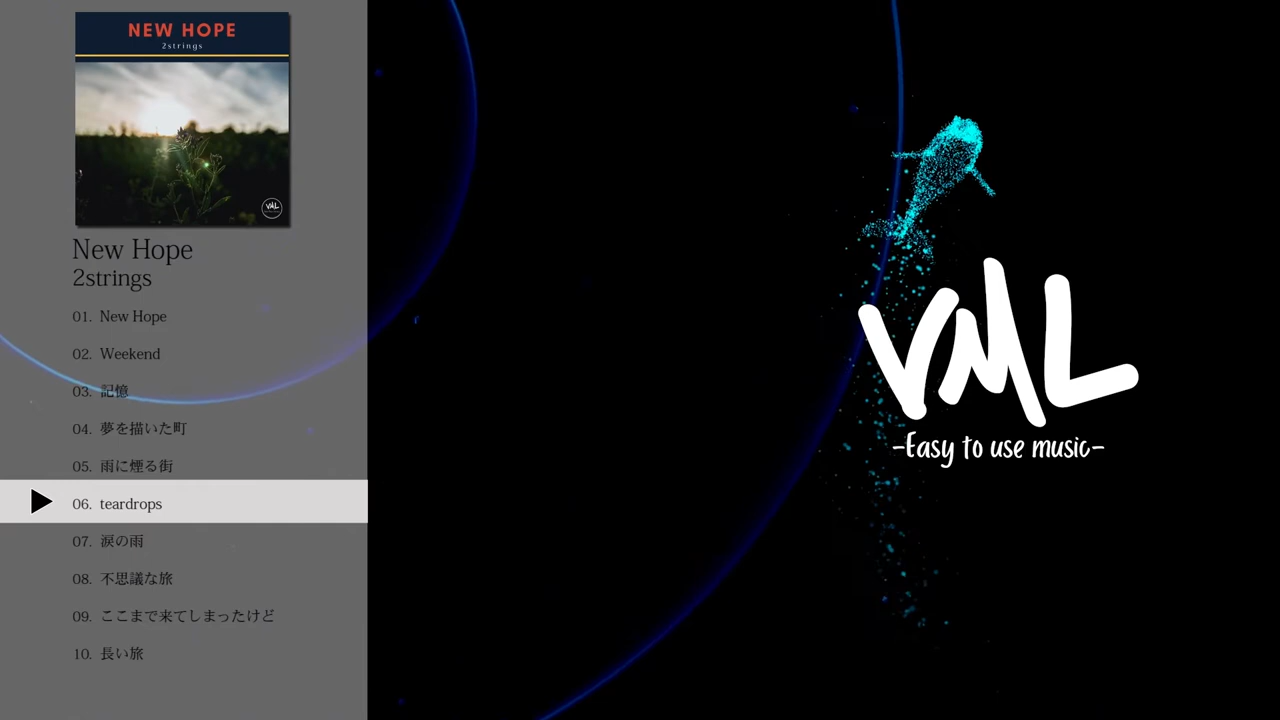 NEW HOPE
2strings
VML
New Hope
2strings
01. New Hope
02. Weekend
03. 記憶
04. 夢を描いた町
05. 雨に煙る街
06. teardrops
07. 涙の雨
08. 不思議な旅
09. ここまで来てしまったけど
10. 長い旅
VML
-Easy to use music-